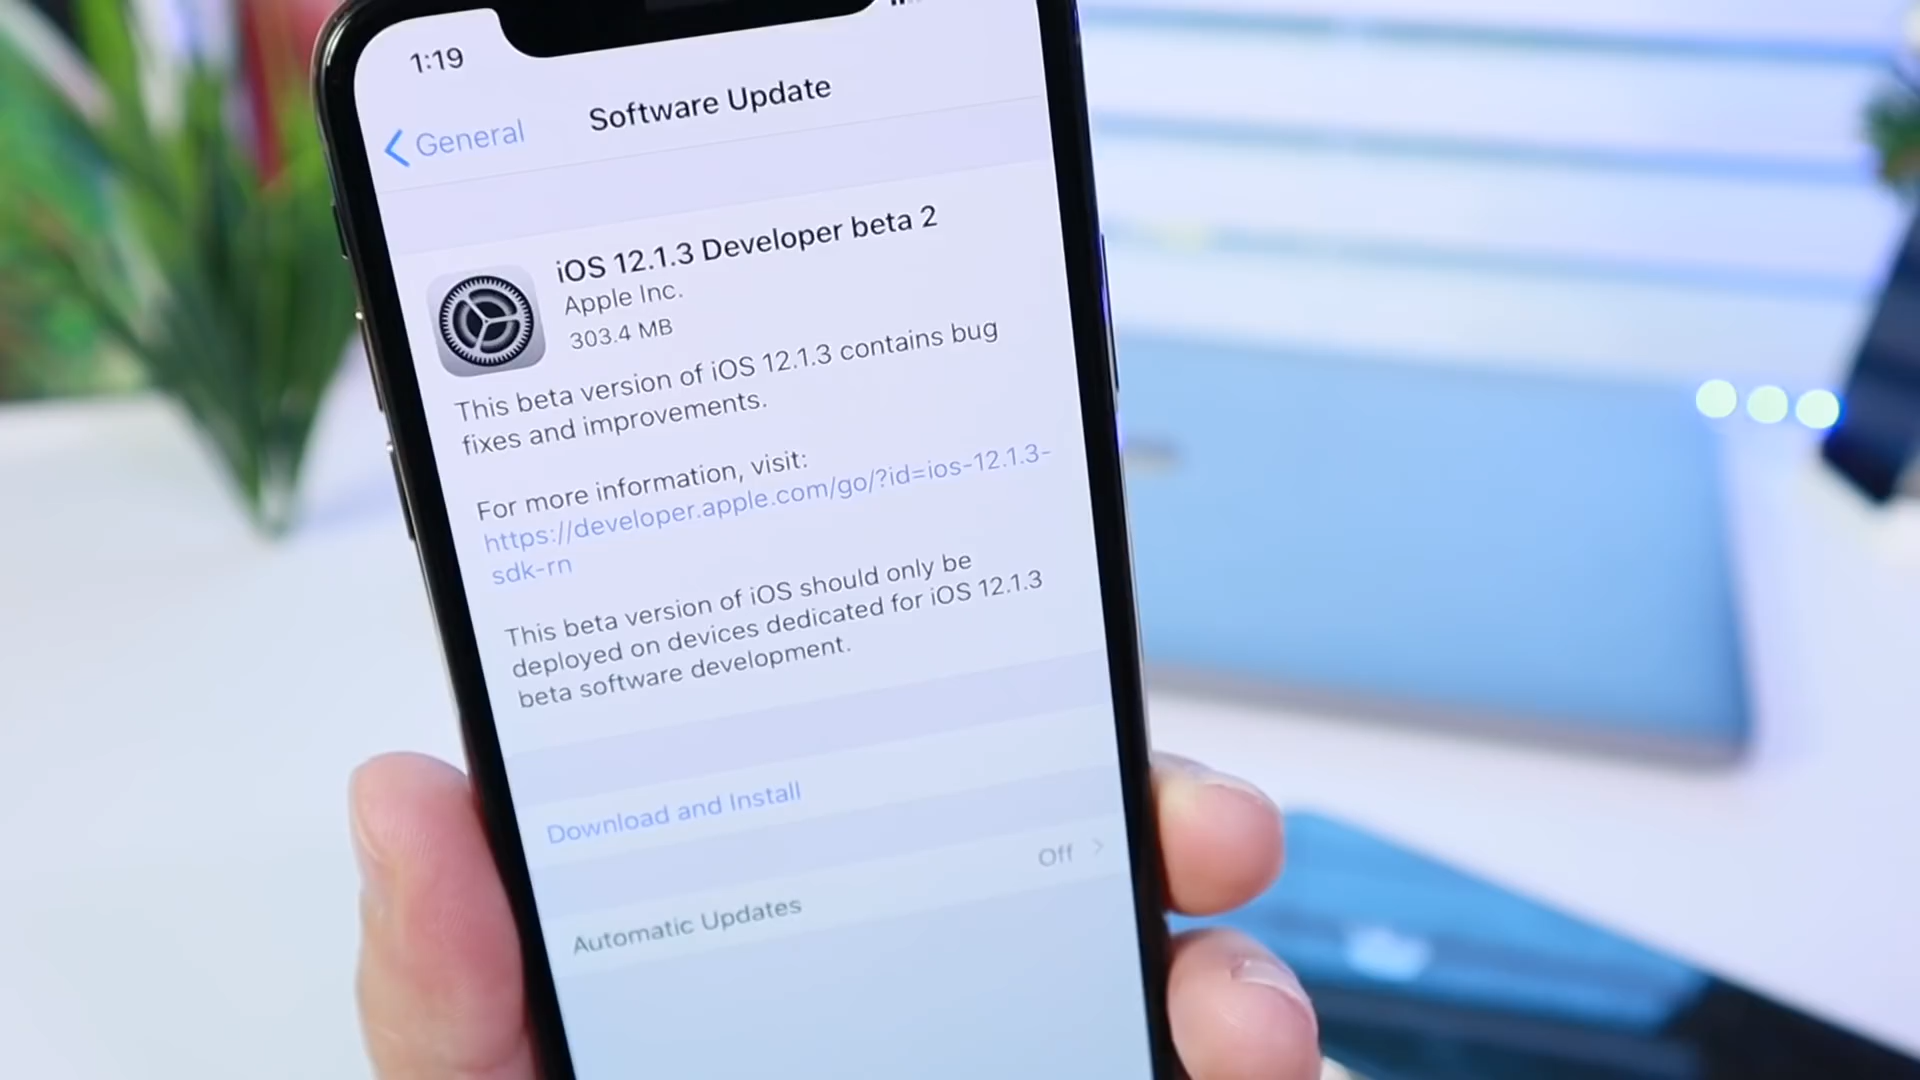 1:19
General
Software Update
iOS 12.1.3 Developer beta 2
Apple Inc.
303.4 MB
This beta version of iOS 12.1.3 contains bug
fixes and improvements.
For more information, visit:
https://developer.apple.com/go/?id=ios-12.1.3-
sdk-rn
This beta version of iOS should only be
deployed on devices dedicated for iOS 12.1.3
beta software development.
Download and Install
Automatic Updates
Off